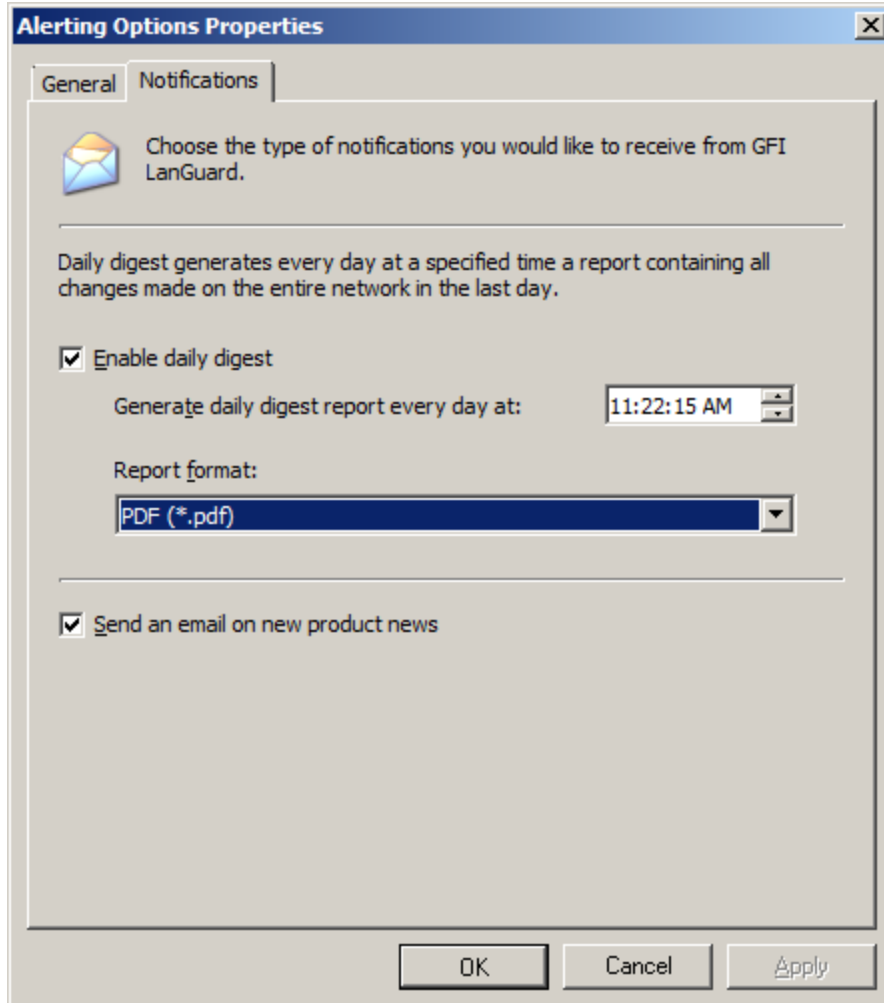 Alerting Options Properties
General
Notifications
Choose the type of notifications you would like to receive from GFI
LanGuard.
Daily digest generates every day at a specified time a report containing all
changes made on the entire network in the last day.
Enable daily digest
Generate daily digest report every day at:
11:22:15 AM
Report format:
PDF (*.pdf)
Send an email on new product news
OK
Cancel
Apply